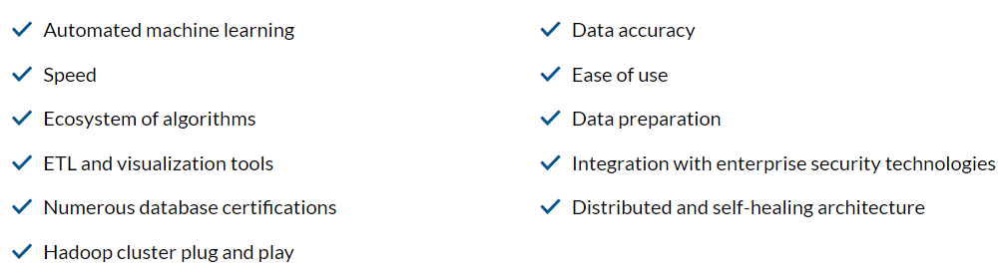 Automated machine learning
Speed
Ecosystem of algorithms
ETL and visualization tools
Numerous database certifications
Hadoop cluster plug and play
Data accuracy
Ease of use
Data preparation
Integration with enterprise security technologies
Distributed and self-healing architecture